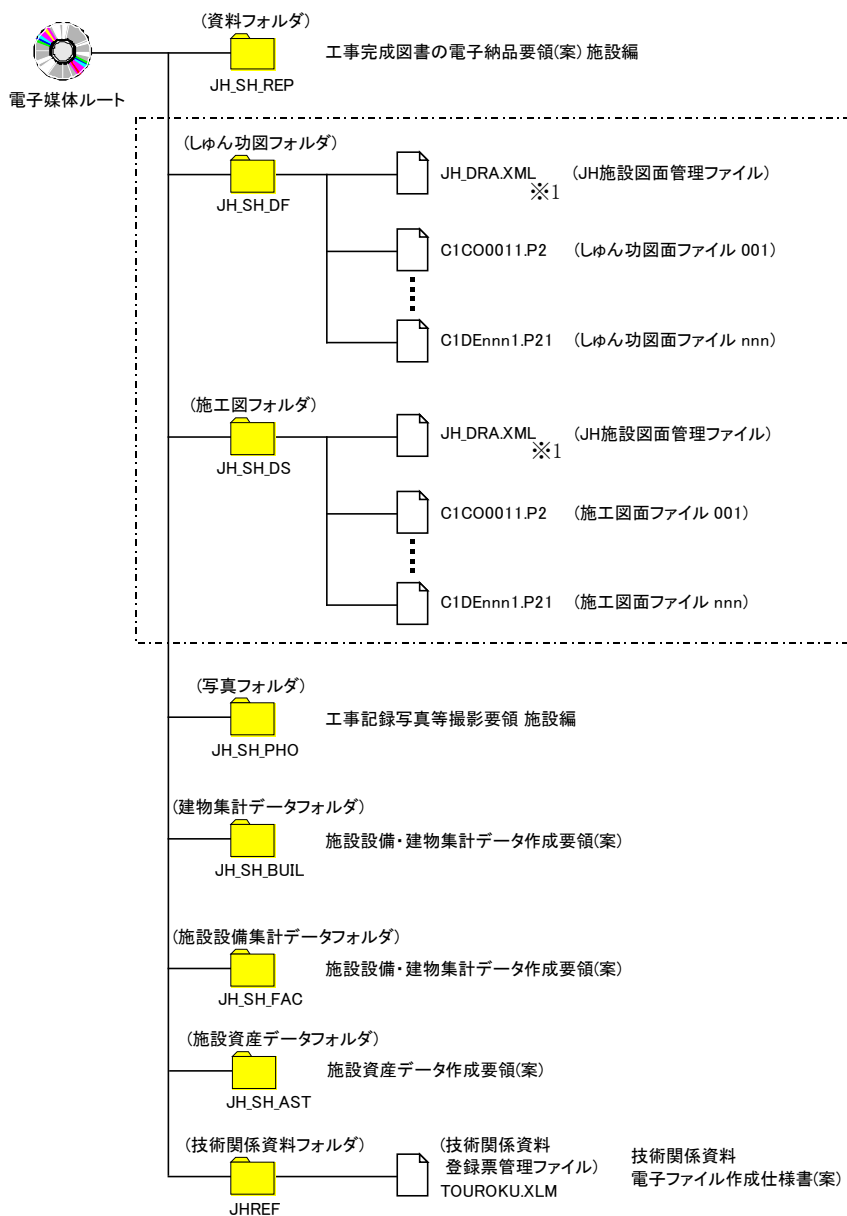 (資料フォルダ)
工事完成図書の電子納品要領(案) 施設編
JH_SH_REP
電子媒体ルート
(しゅん功図フォルダ)
JH_DRA.XML (JH施設図面管理ファイル)
※1
JH_SH_DF
C1CO0011.P2 (しゅん功図面ファイル 001)
C1DEnnn1.P21 (しゅん功図面ファイル nnn)
(施工図フォルダ)
JH_DRA.XML (JH施設図面管理ファイル)
※1
JH_SH_DS
C1CO0011.P2 (施工図面ファイル 001)
C1DEnnn1.P21 (施工図面ファイル nnn)
(写真フォルダ)
工事記録写真等撮影要領 施設編
JH_SH_PHO
(建物集計データフォルダ)
施設設備・建物集計データ作成要領(案)
JH_SH_BUIL
(施設設備集計データフォルダ)
施設設備・建物集計データ作成要領(案)
JH_SH_FAC
(施設資産データフォルダ)
施設資産データ作成要領(案)
JH_SH_AST
(技術関係資料フォルダ)
JHREF
(技術関係資料
登録票管理ファイル)
TOUROKU.XLM
技術関係資料
電子ファイル作成仕様書(案)